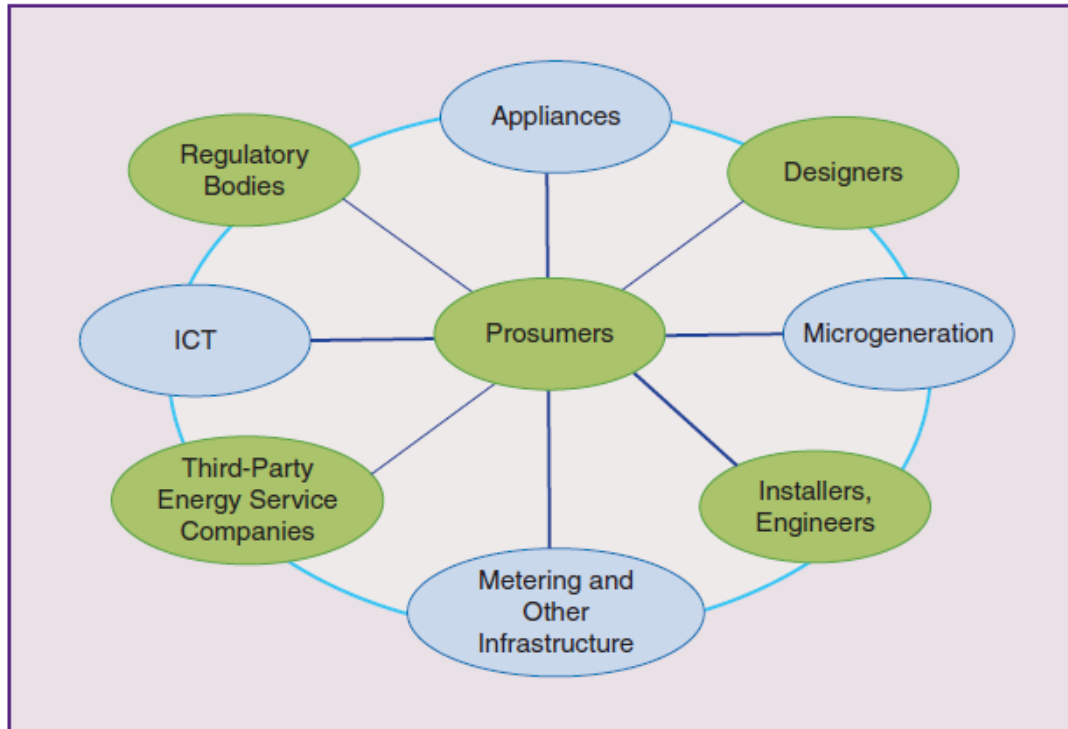 Appliances
Regulatory
Bodies
Designers
ICT
Prosumers
Microgeneration
Third-Party
Energy Service
Companies
Installers,
Engineers
Metering and
Other
Infrastructure